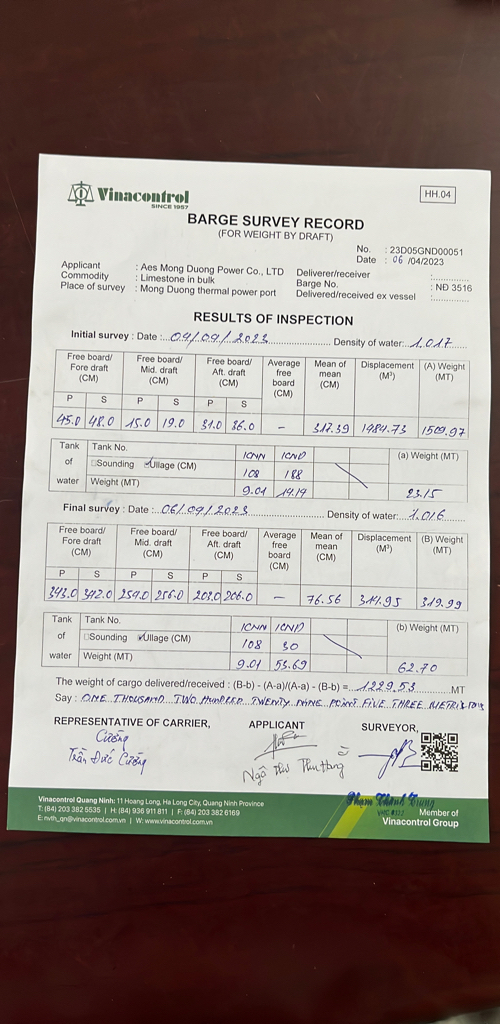 Vinacontrol
SINCE 1957
HH.04
BARGE SURVEY RECORD
(FOR WEIGHT BY DRAFT)
No. : 23D05GND00051
Date : 06 /04/2023
Applicant : Aes Mong Duong Power Co., LTD Deliverer/receiver :..............
Commodity : Limestone in bulk Barge No. : NĐ 3516
Place of survey : Mong Duong thermal power port Delivered/received ex vessel :..............
RESULTS OF INSPECTION
Initial survey : Date : 04/04/2023 Density of water: 1.017
Free board/ Fore draft (CM) Free board/ Mid. draft (CM) Free board/ Aft. draft (CM) Average free board (CM) Mean of mean (CM) Displacement (M³) (A) Weight (MT)
P S P S P S
45.0 48.0 15.0 19.0 31.0 36.0 - 317.39 1484.73 1509.97
Tank of water Tank No. 1CNN 1CND (a) Weight (MT)
□Sounding ☑Ullage (CM) 108 188
Weight (MT) 9.01 14.14 23.15
Final survey : Date : 06/04/2023 Density of water: 1.016
Free board/ Fore draft (CM) Free board/ Mid. draft (CM) Free board/ Aft. draft (CM) Average free board (CM) Mean of mean (CM) Displacement (M³) (B) Weight (MT)
P S P S P S
343.0 342.0 254.0 256.0 204.0 206.0 - 76.56 314.95 319.99
Tank of water Tank No. 1CNN 1CND (b) Weight (MT)
□Sounding ☑Ullage (CM) 108 30
Weight (MT) 9.01 53.69 62.70
The weight of cargo delivered/received : (B-b) - (A-a)/(A-a) - (B-b) = 1229.53 MT
Say : ONE THOUSAND TWO HUNDRED TWENTY NINE POINT FIVE THREE METRIX TONS
REPRESENTATIVE OF CARRIER, APPLICANT SURVEYOR,
Cường
Trần Đức Cường
Ngô Thị Thu Hằng
Phạm Thành Trung
Vinacontrol Quang Ninh: 11 Hoang Long, Ha Long City, Quang Ninh Province
T: (84) 203 382 5535 | H: (84) 936 911 811 | F: (84) 203 382 6169
E: nvth_qn@vinacontrol.com.vn | W: www.vinacontrol.com.vn
Member of
Vinacontrol Group